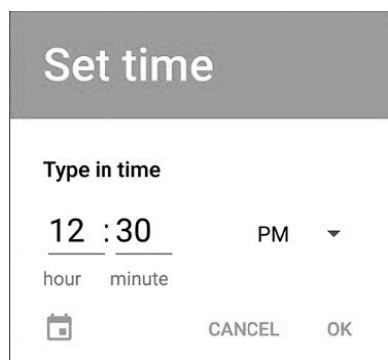 Set time
Type in time
12 : 30 PM
hour minute
CANCEL OK